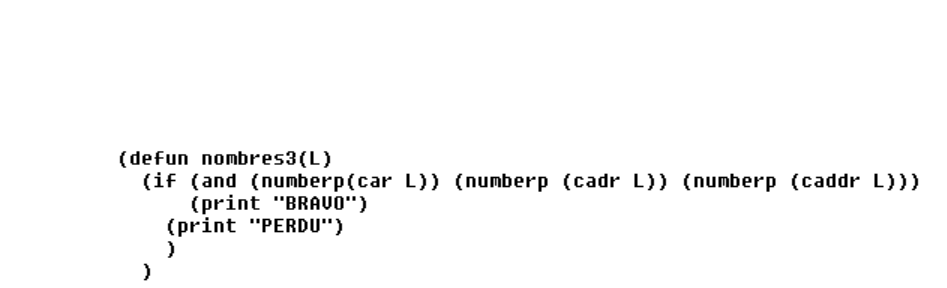 (defun nombres3(L)
(if (and (numberp(car L)) (numberp (cadr L)) (numberp (caddr L)))
(print "BRAVO")
(print "PERDU")
)
)